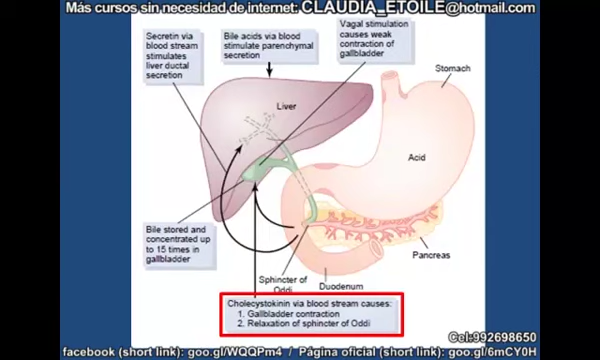 Más cursos sin necesidad de internet: CLAUDIA_ETOILE@hotmail.com
Secretin via
blood stream
stimulates
liver ductal
secretion
Bile acids via blood
stimulate parenchymal
secretion
Vagal stimulation
causes weak
contraction of
gallbladder
Stomach
Liver
Acid
Bile stored and
concentrated up
to 15 times in
gallbladder
Pancreas
Sphincter of
Oddi
Duodenum
Cholecystokinin via blood stream causes:
1. Gallbladder contraction
2. Relaxation of sphincter of Oddi
Cel:992698650
facebook (short link): goo.gl/WQQPm4 / Página oficial (short link): goo.gl/6mCY0H